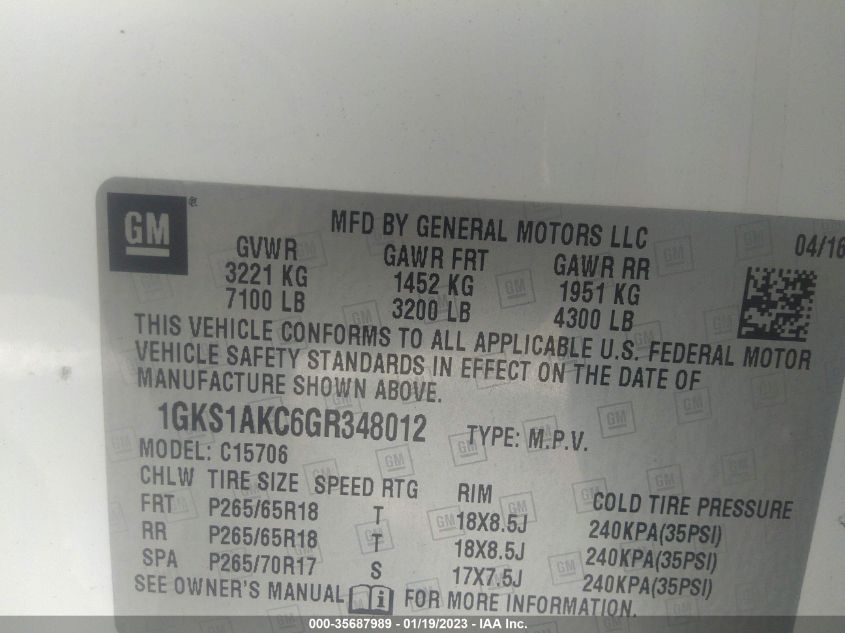 GM ®
MFD BY GENERAL MOTORS LLC
04/16
GVWR GAWR FRT GAWR RR
3221 KG 1452 KG 1951 KG
7100 LB 3200 LB 4300 LB
THIS VEHICLE CONFORMS TO ALL APPLICABLE U.S. FEDERAL MOTOR
VEHICLE SAFETY STANDARDS IN EFFECT ON THE DATE OF
MANUFACTURE SHOWN ABOVE.
1GKS1AKC6GR348012 TYPE: M.P.V.
MODEL: C15706
CHLW TIRE SIZE SPEED RTG RIM COLD TIRE PRESSURE
FRT P265/65R18 T 18X8.5J 240KPA(35PSI)
RR P265/65R18 T 18X8.5J 240KPA(35PSI)
SPA P265/70R17 S 17X7.5J 240KPA(35PSI)
SEE OWNER'S MANUAL i FOR MORE INFORMATION.
000-35687989 - 01/19/2023 - IAA Inc.